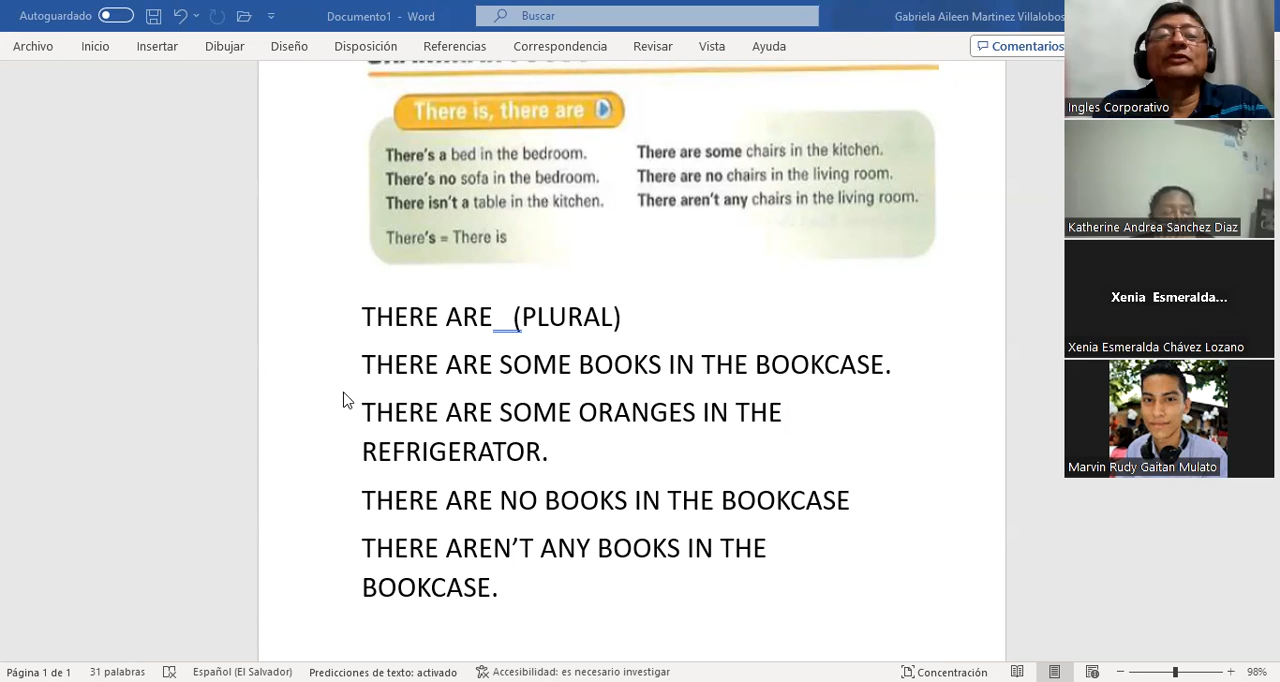 Autoguardado
Documento1 - Word
Buscar
Gabriela Aileen Martinez Villalobos
Archivo Inicio Insertar Dibujar Diseño Disposición Referencias Correspondencia Revisar Vista Ayuda Comentarios
There is, there are
There's a bed in the bedroom.
There's no sofa in the bedroom.
There isn't a table in the kitchen.
There's = There is
There are some chairs in the kitchen.
There are no chairs in the living room.
There aren't any chairs in the living room.
THERE ARE (PLURAL)
THERE ARE SOME BOOKS IN THE BOOKCASE.
THERE ARE SOME ORANGES IN THE
REFRIGERATOR.
THERE ARE NO BOOKS IN THE BOOKCASE
THERE AREN’T ANY BOOKS IN THE
BOOKCASE.
Ingles Corporativo
Katherine Andrea Sanchez Diaz
Xenia Esmeralda...
Xenia Esmeralda Chávez Lozano
Marvin Rudy Gaitan Mulato
Página 1 de 1 31 palabras Español (El Salvador) Predicciones de texto: activado Accesibilidad: es necesario investigar Concentración 98%